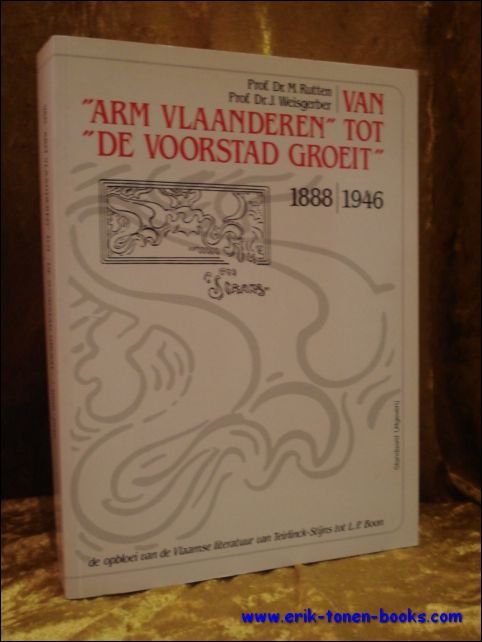 Prof. Dr. M. Rutten
Prof. Dr. J. Weisgerber
VAN
"ARM VLAANDEREN" TOT
"DE VOORSTAD GROEIT"
1888 1946
de opbloei van de Vlaamse literatuur van Teirlinck-Stijns tot L. P. Boon
Standaard Uitgeverij
www.erik-tonen-books.com